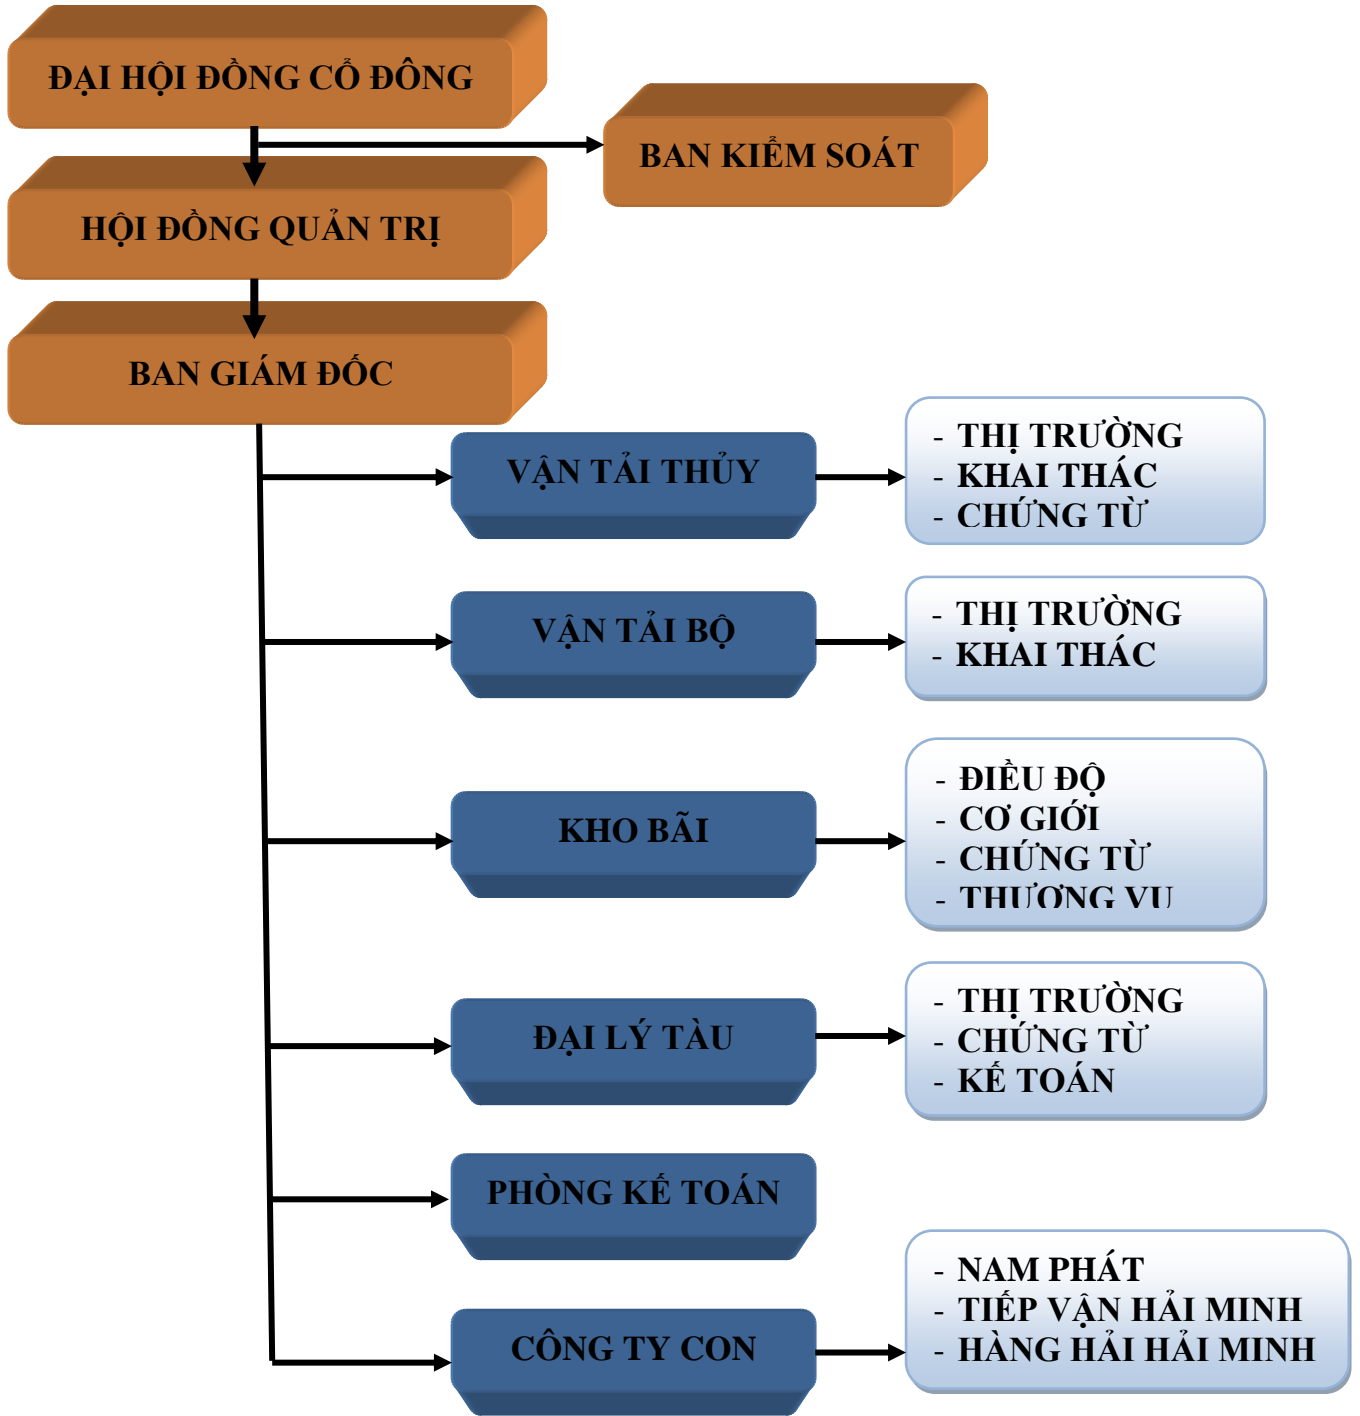 ĐẠI HỘI ĐỒNG CỔ ĐÔNG
BAN KIỂM SOÁT
HỘI ĐỒNG QUẢN TRỊ
BAN GIÁM ĐỐC
VẬN TẢI THỦY
- THỊ TRƯỜNG
- KHAI THÁC
- CHỨNG TỪ
VẬN TẢI BỘ
- THỊ TRƯỜNG
- KHAI THÁC
KHO BÃI
- ĐIỀU ĐỘ
- CƠ GIỚI
- CHỨNG TỪ
- THƯƠNG VỤ
ĐẠI LÝ TÀU
- THỊ TRƯỜNG
- CHỨNG TỪ
- KẾ TOÁN
PHÒNG KẾ TOÁN
CÔNG TY CON
- NAM PHÁT
- TIẾP VẬN HẢI MINH
- HÀNG HẢI HẢI MINH